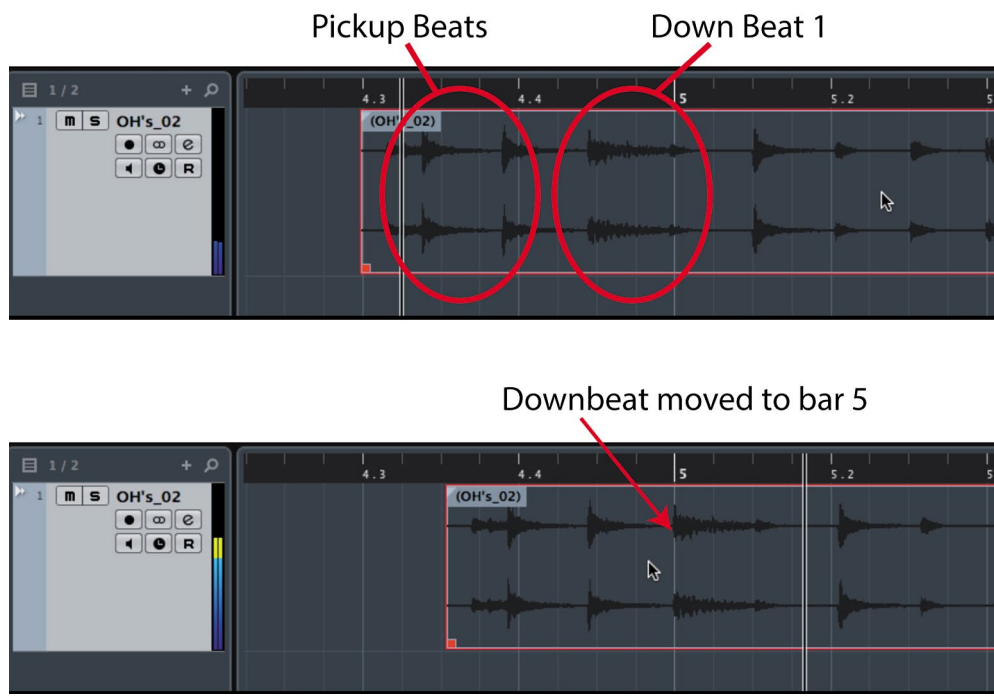 Pickup Beats
Down Beat 1
1 / 2 +
4.3 4.4 5 5.2 5
1 m S OH's_02
e
R
(OH's_02)
Downbeat moved to bar 5
1 / 2 +
4.3 4.4 5 5.2 5
1 m S OH's_02
e
R
(OH's_02)